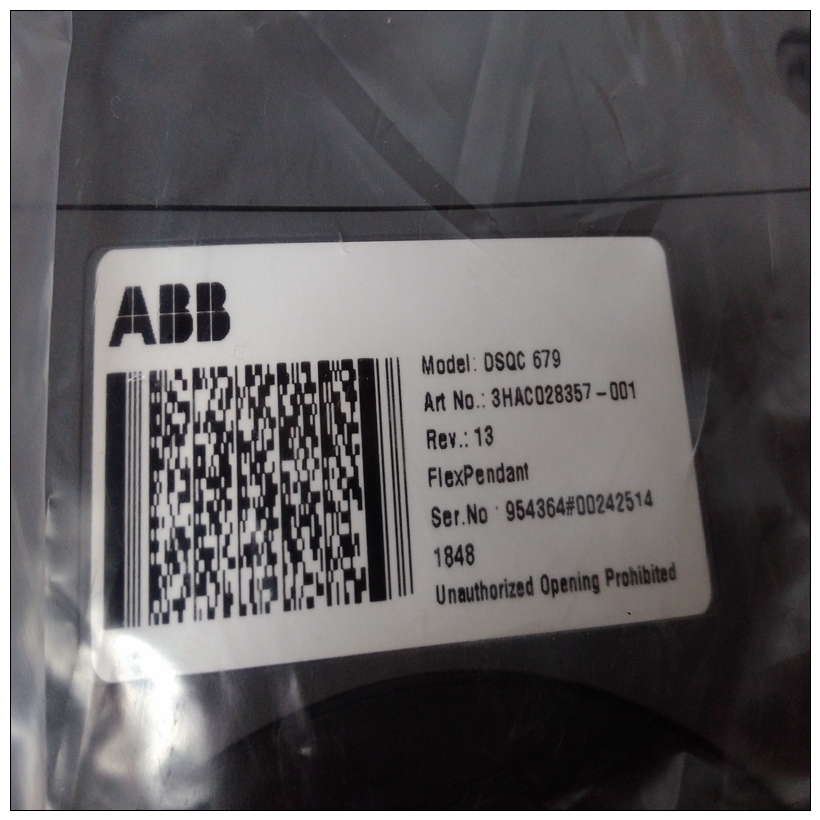 ABB
Model: DSQC 679
Art No.: 3HAC028357-001
Rev.: 13
FlexPendant
Ser.No : 954364#00242514
1848
Unauthorized Opening Prohibited